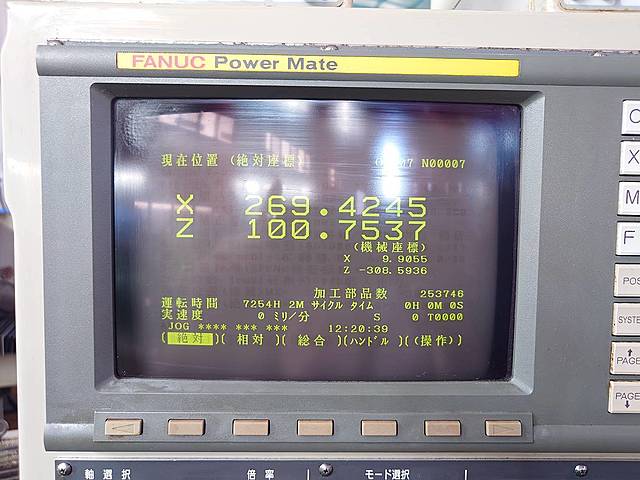 FANUC Power Mate
現在位置 (絶対座標) N00007
X 269.4245
Z 100.7537
(機械座標)
X 9.9055
Z -308.5936
加工部品数 253746
運転時間 7254H 2M サイクル タイム 0H 0M 0S
実速度 0 ミリ/分 S 0 T0000
JOG **** *** *** 12:20:39
[ 絶対 ][ 相対 ][ 総合 ][ハンドル ][(操作)]
X
M
F
POS
PAGE
PAGE
軸選択 倍率 モード選択